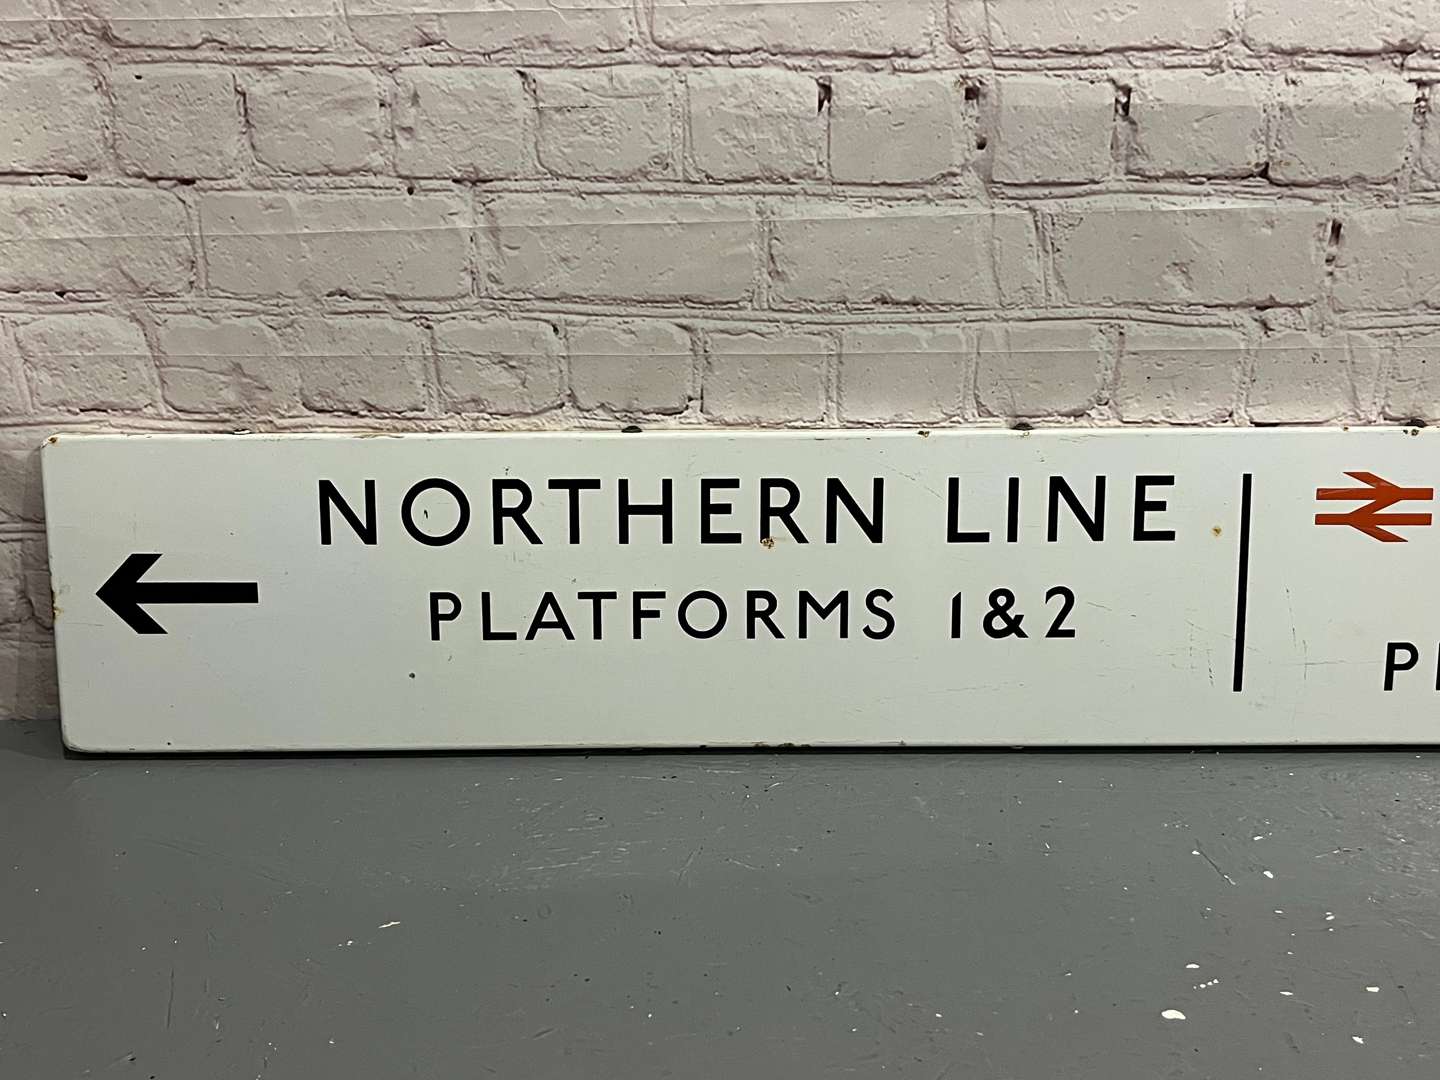 NORTHERN LINE
PLATFORMS 1&2